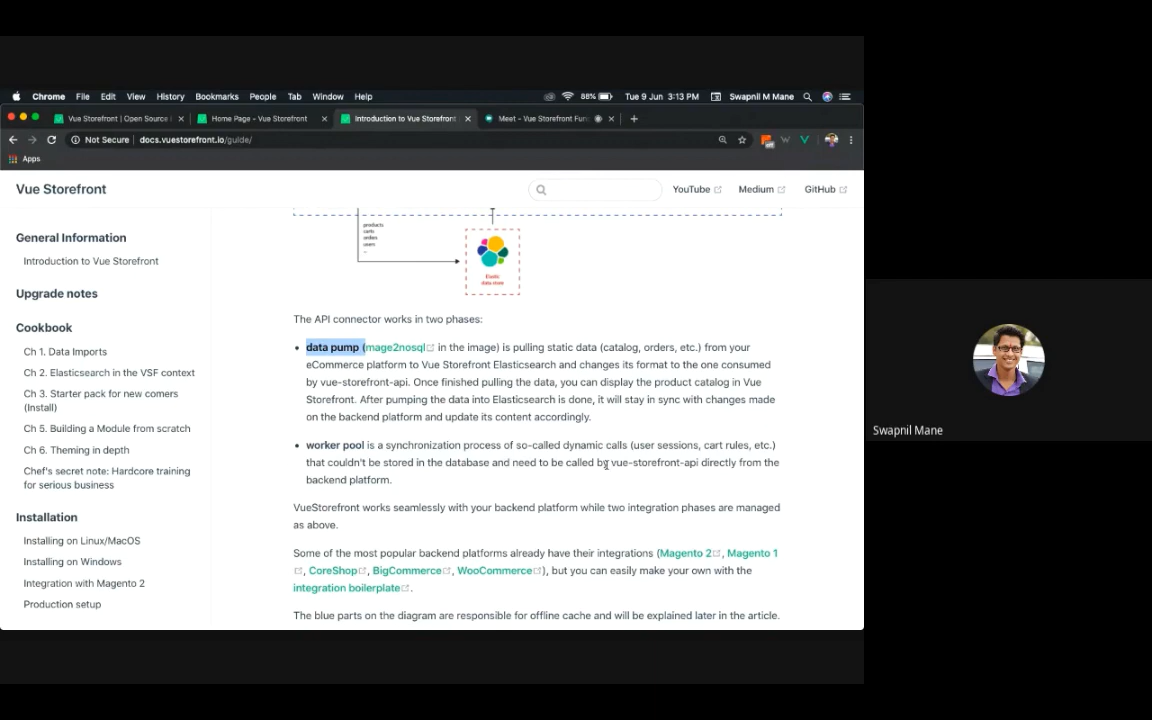 Chrome File Edit View History Bookmarks People Tab Window Help 88% Tue 9 Jun 3:13 PM Swapnil M Mane
Vue Storefront | Open Source Home Page - Vue Storefront Introduction to Vue Storefront Meet - Vue Storefront Fun
Not Secure | docs.vuestorefront.io/guide/
Apps
Vue Storefront YouTube Medium GitHub
General Information
Introduction to Vue Storefront
Upgrade notes
Cookbook
Ch 1. Data Imports
Ch 2. Elasticsearch in the VSF context
Ch 3. Starter pack for new comers
(Install)
Ch 5. Building a Module from scratch
Ch 6. Theming in depth
Chef's secret note: Hardcore training
for serious business
Installation
Installing on Linux/MacOS
Installing on Windows
Integration with Magento 2
Production setup
products
carts
orders
users
...
Elastic
data store
The API connector works in two phases:
• data pump (mage2nosql in the image) is pulling static data (catalog, orders, etc.) from your
eCommerce platform to Vue Storefront Elasticsearch and changes its format to the one consumed
by vue-storefront-api. Once finished pulling the data, you can display the product catalog in Vue
Storefront. After pumping the data into Elasticsearch is done, it will stay in sync with changes made
on the backend platform and update its content accordingly.
• worker pool is a synchronization process of so-called dynamic calls (user sessions, cart rules, etc.)
that couldn't be stored in the database and need to be called by vue-storefront-api directly from the
backend platform.
VueStorefront works seamlessly with your backend platform while two integration phases are managed
as above.
Some of the most popular backend platforms already have their integrations (Magento 2, Magento 1
, CoreShop, BigCommerce, WooCommerce), but you can easily make your own with the
integration boilerplate.
The blue parts on the diagram are responsible for offline cache and will be explained later in the article.
Swapnil Mane